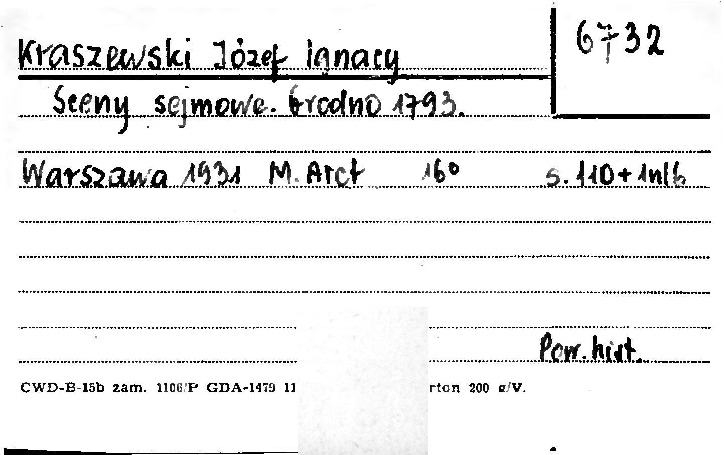 Kraszewski Józef Ignacy
6732
Sceny sejmowe. Grodno 1793.
Warszawa 1931 M. Arct 16° s. 110+1nlb
Pow. hist.
CWD-B-15b zam. 1106/P GDA-1479 11 rton 200 g/V.